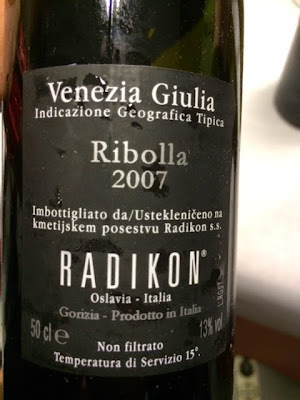 Venèzia Giulia
Indicazione Geografica Tipica
Ribolla
2007
Imbottigliato da/Ustekleničeno na
kmetijskem posestvu Radikon s.s.
RADIKON®
Oslavia - Italia
Gorizia - Prodotto in Italia
50 cl e 13% vol
Non filtrato
Temperatura di Servizio 15°.